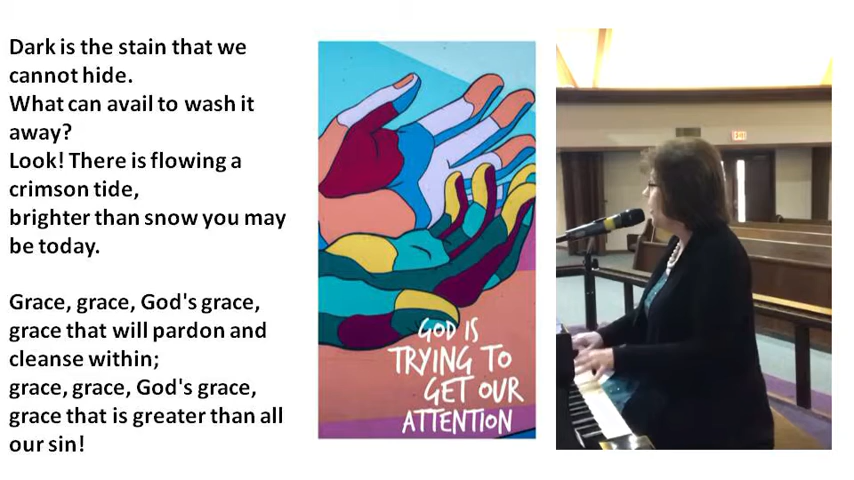 Dark is the stain that we
cannot hide.
What can avail to wash it
away?
Look! There is flowing a
crimson tide,
brighter than snow you may
be today.
Grace, grace, God's grace,
grace that will pardon and
cleanse within;
grace, grace, God's grace,
grace that is greater than all
our sin!
GOD IS
TRYING TO
GET OUR
ATTENTION